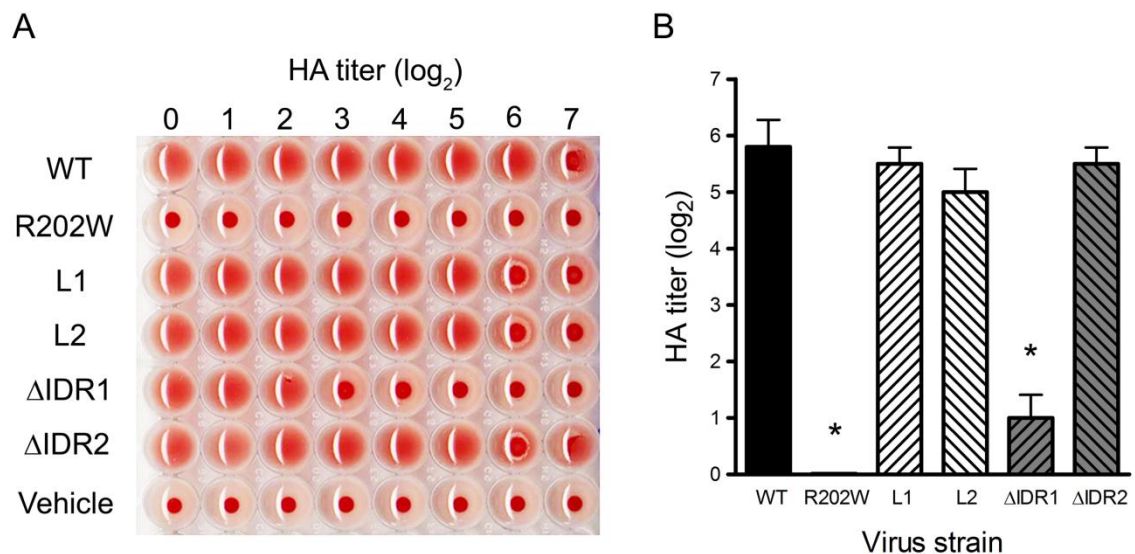 A
HA titer (log2)
0 1 2 3 4 5 6 7
WT
R202W
L1
L2
ΔIDR1
ΔIDR2
Vehicle
B
HA titer (log2)
7
6
5
4
3
2
1
0
*
*
WT R202W L1 L2 ΔIDR1 ΔIDR2
Virus strain